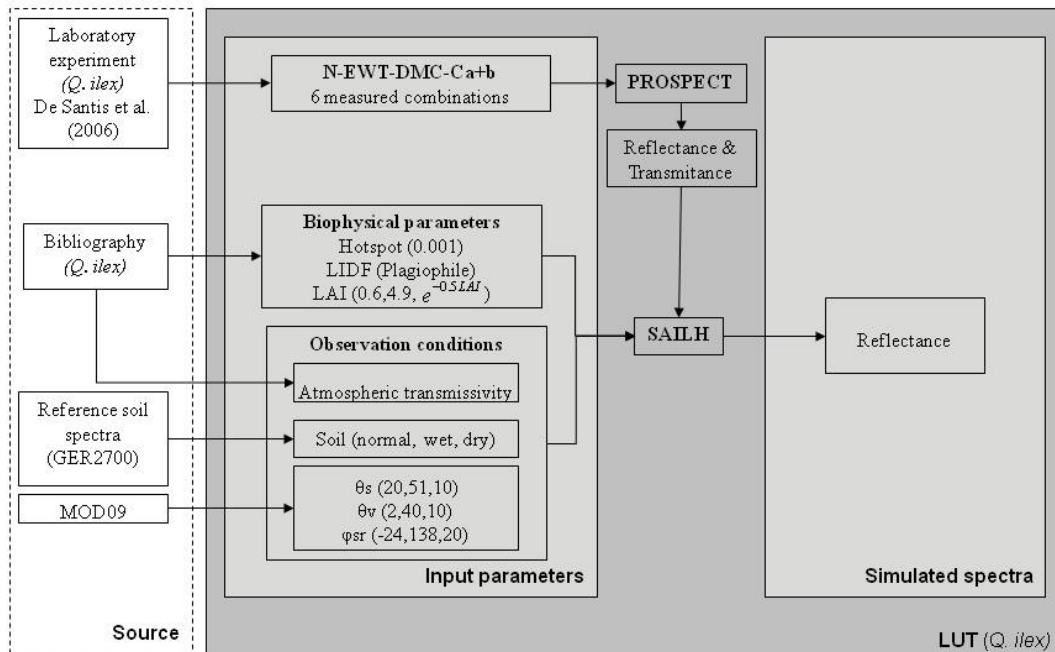 Laboratory
experiment
(Q. ilex)
De Santis et al.
(2006)
Bibliography
(Q. ilex)
Reference soil
spectra
(GER2700)
MOD09
Source
N-EWT-DMC-Ca+b
6 measured combinations
Biophysical parameters
Hotspot (0.001)
LIDF (Plagiophile)
LAI (0.6,4.9, e^-0.5LAI)
Observation conditions
Atmospheric transmissivity
Soil (normal, wet, dry)
θs (20,51,10)
θv (2,40,10)
φsr (-24,138,20)
Input parameters
PROSPECT
Reflectance &
Transmitance
SAILH
Reflectance
Simulated spectra
LUT (Q. ilex)